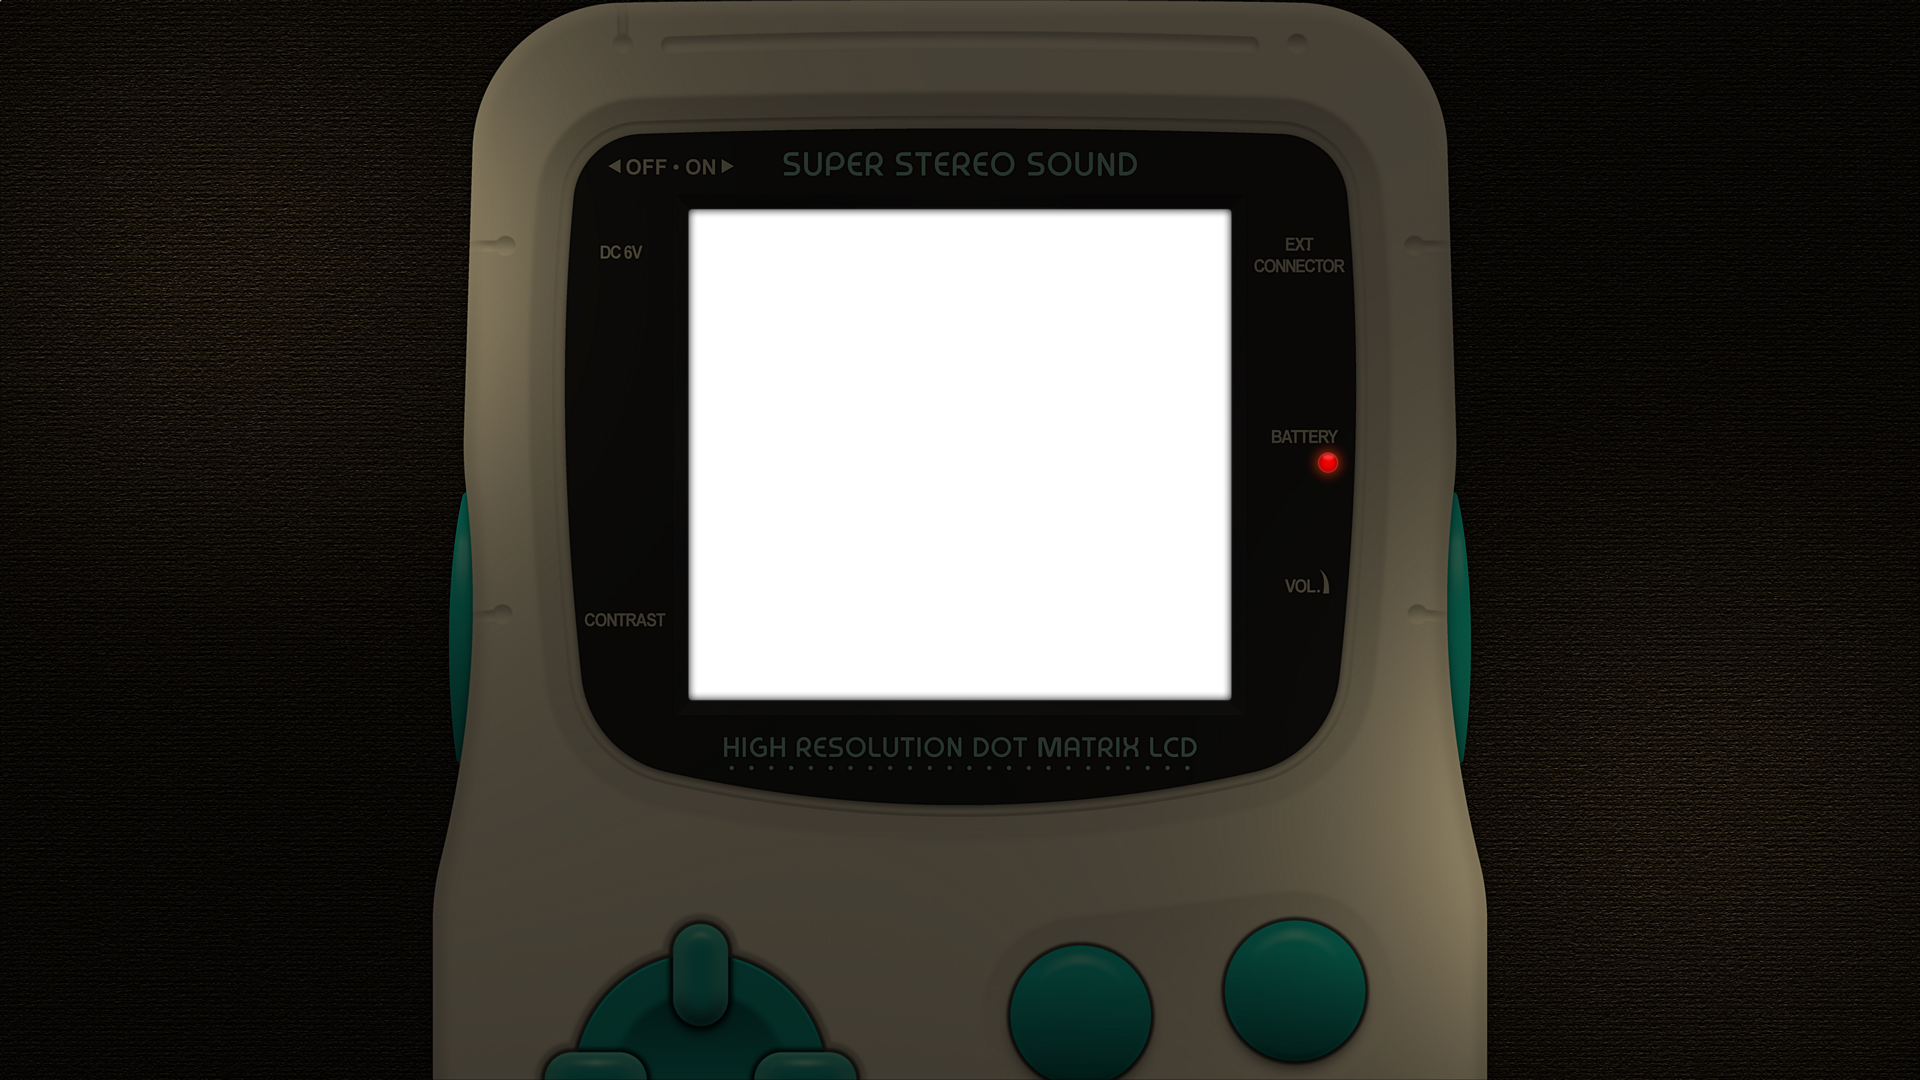 ◀OFF • ON▶
SUPER STEREO SOUND
DC 6V
EXT
CONNECTOR
BATTERY
VOL.
CONTRAST
HIGH RESOLUTION DOT MATRIX LCD